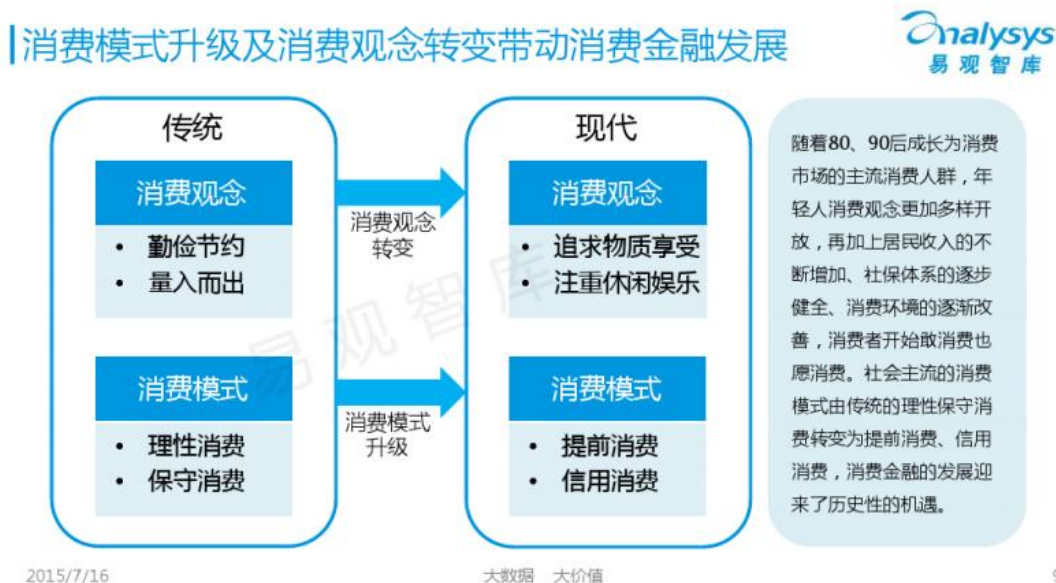 消费模式升级及消费观念转变带动消费金融发展
analysys
易观智库
传统
消费观念
• 勤俭节约
• 量入而出
消费模式
• 理性消费
• 保守消费
消费观念
转变
消费模式
升级
现代
消费观念
• 追求物质享受
• 注重休闲娱乐
消费模式
• 提前消费
• 信用消费
随着80、90后成长为消费
市场的主流消费人群，年
轻人消费观念更加多样开
放，再加上居民收入的不
断增加、社保体系的逐步
健全、消费环境的逐渐改
善，消费者开始敢消费也
愿消费。社会主流的消费
模式由传统的理性保守消
费转变为提前消费、信用
消费，消费金融的发展迎
来了历史性的机遇。
易观智库
2015/7/16
大数据 大价值